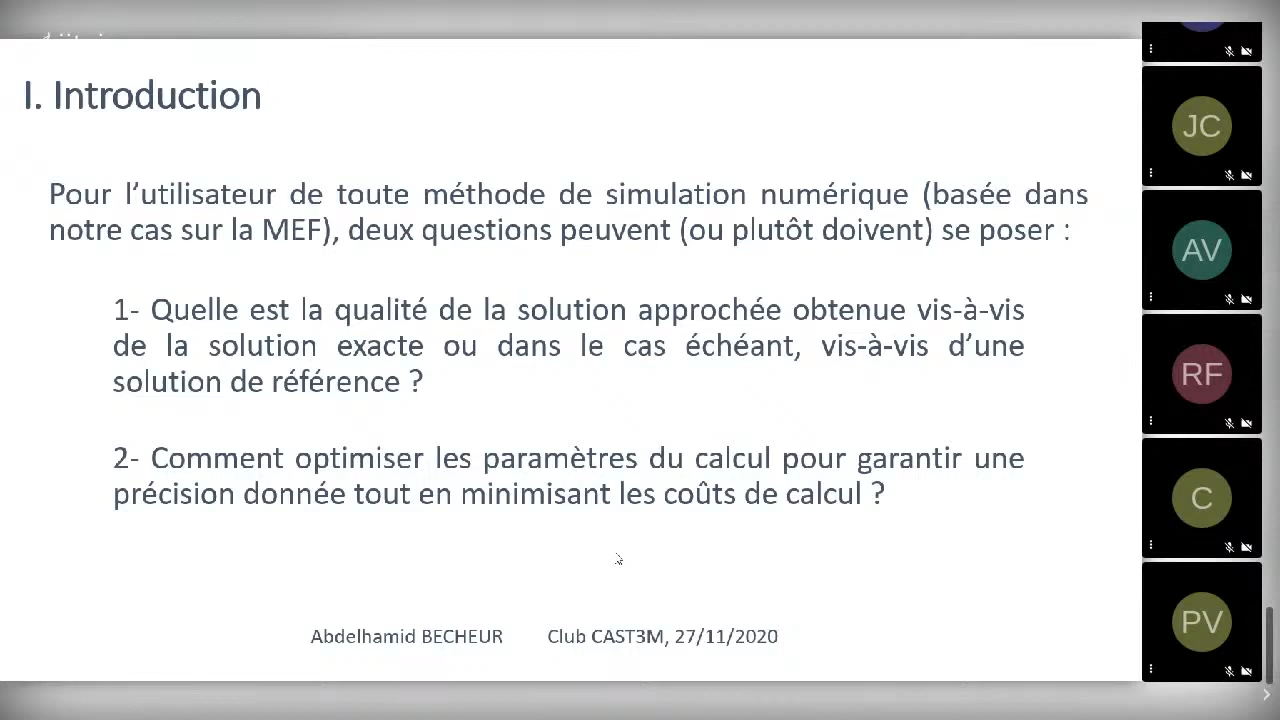 I. Introduction
Pour l’utilisateur de toute méthode de simulation numérique (basée dans
notre cas sur la MEF), deux questions peuvent (ou plutôt doivent) se poser :
1- Quelle est la qualité de la solution approchée obtenue vis-à-vis
de la solution exacte ou dans le cas échéant, vis-à-vis d’une
solution de référence ?
2- Comment optimiser les paramètres du calcul pour garantir une
précision donnée tout en minimisant les coûts de calcul ?
Abdelhamid BECHEUR Club CAST3M, 27/11/2020
JC
AV
RF
C
PV